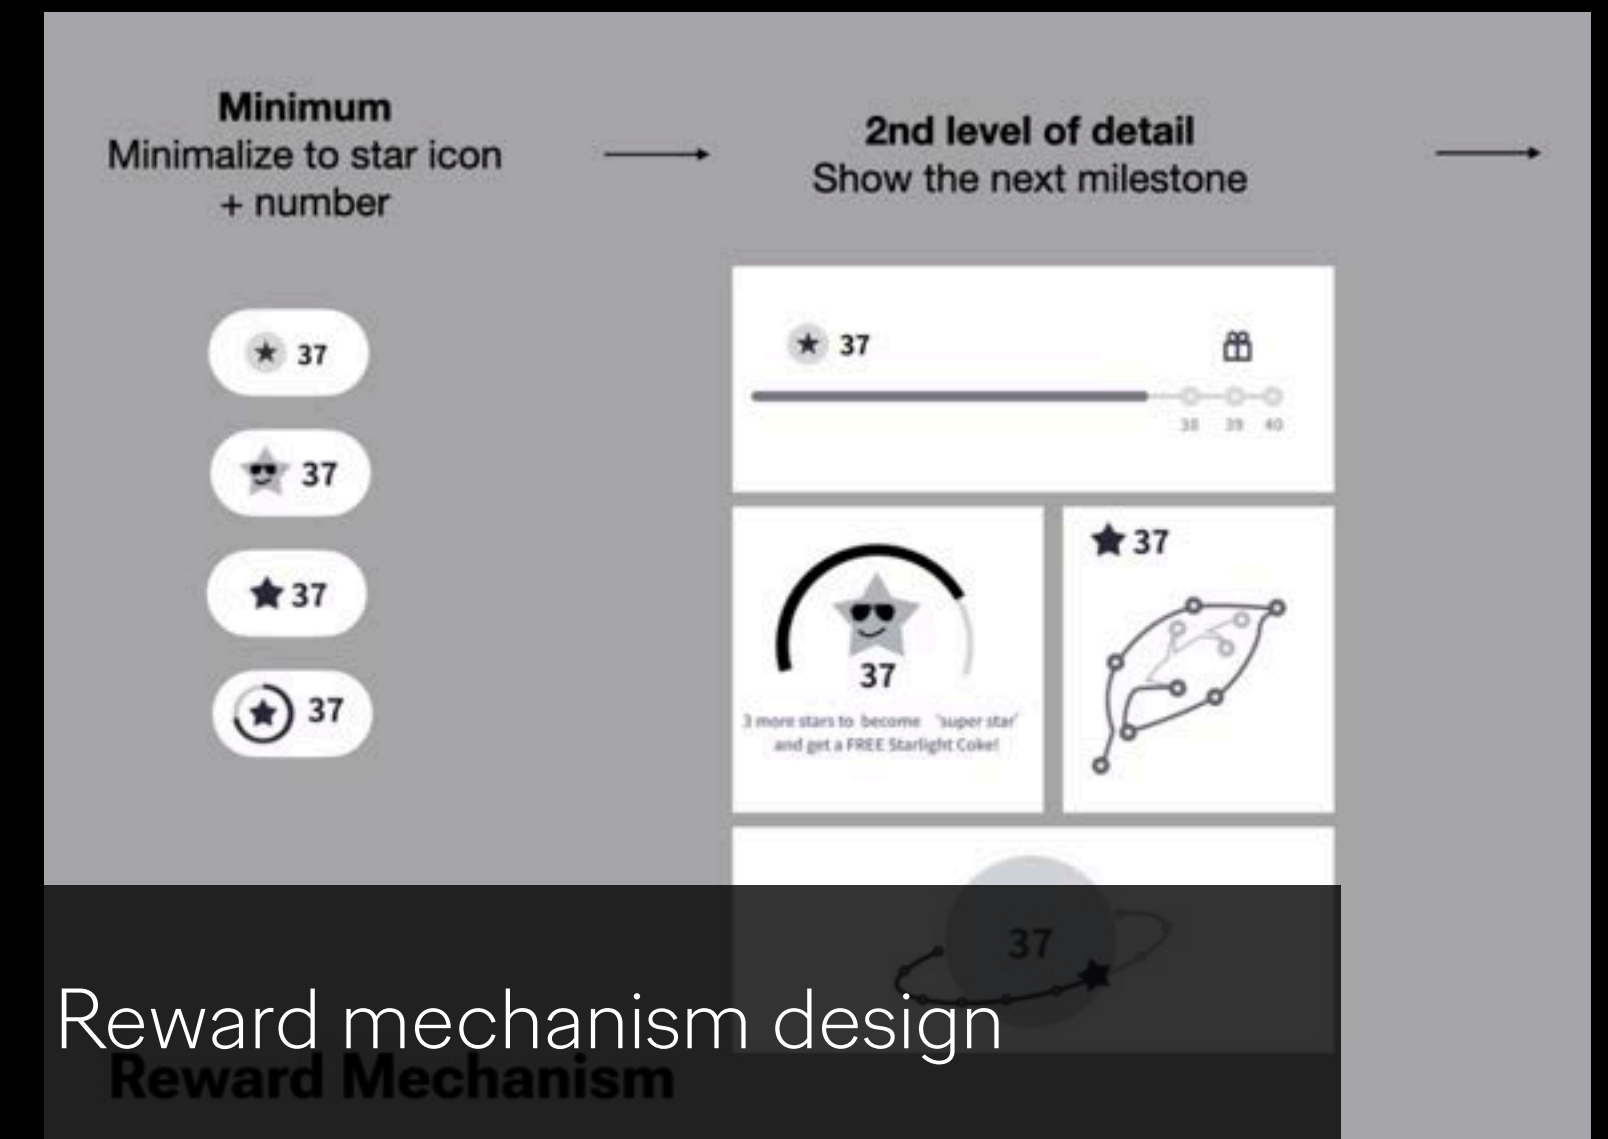 Minimum
Minimalize to star icon
+ number
2nd level of detail
Show the next milestone
37
37
37
37
37
38 39 40
37
3 more stars to become 'super star'
and get a FREE Starlight Coke!
37
37
Reward mechanism design
Reward Mechanism